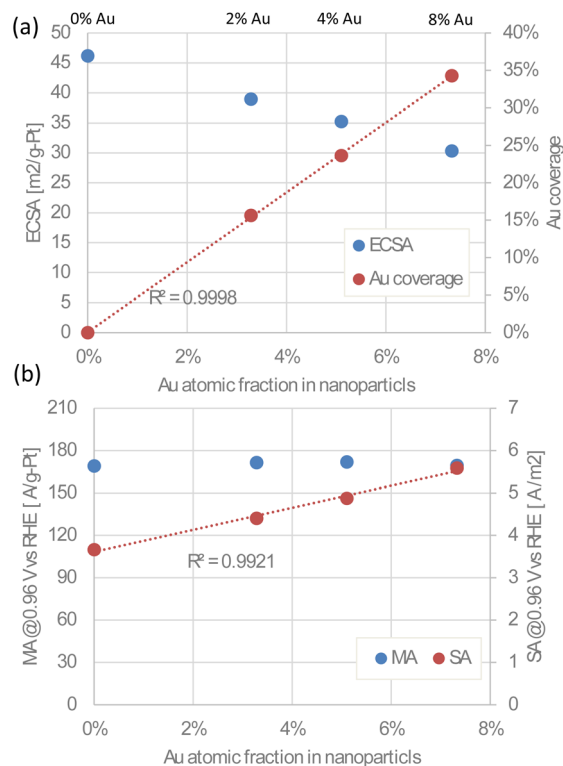 (a)
0% Au 2% Au 4% Au 8% Au
50 40%
45 35%
40 30%
35 25%
30 20%
25 15%
20 10%
15 5%
10 0%
5
0
ECSA [m2/g-Pt]
Au coverage
ECSA
Au coverage
R² = 0.9998
0% 2% 4% 6% 8%
Au atomic fraction in nanoparticls
(b)
210 7
180 6
150 5
120 4
90 3
60 2
30 1
0 0
MA@0.96 V vs RHE [ A/g-Pt]
SA@0.96 V vs RHE [ A/m2]
R² = 0.9921
MA SA
0% 2% 4% 6% 8%
Au atomic fraction in nanoparticls